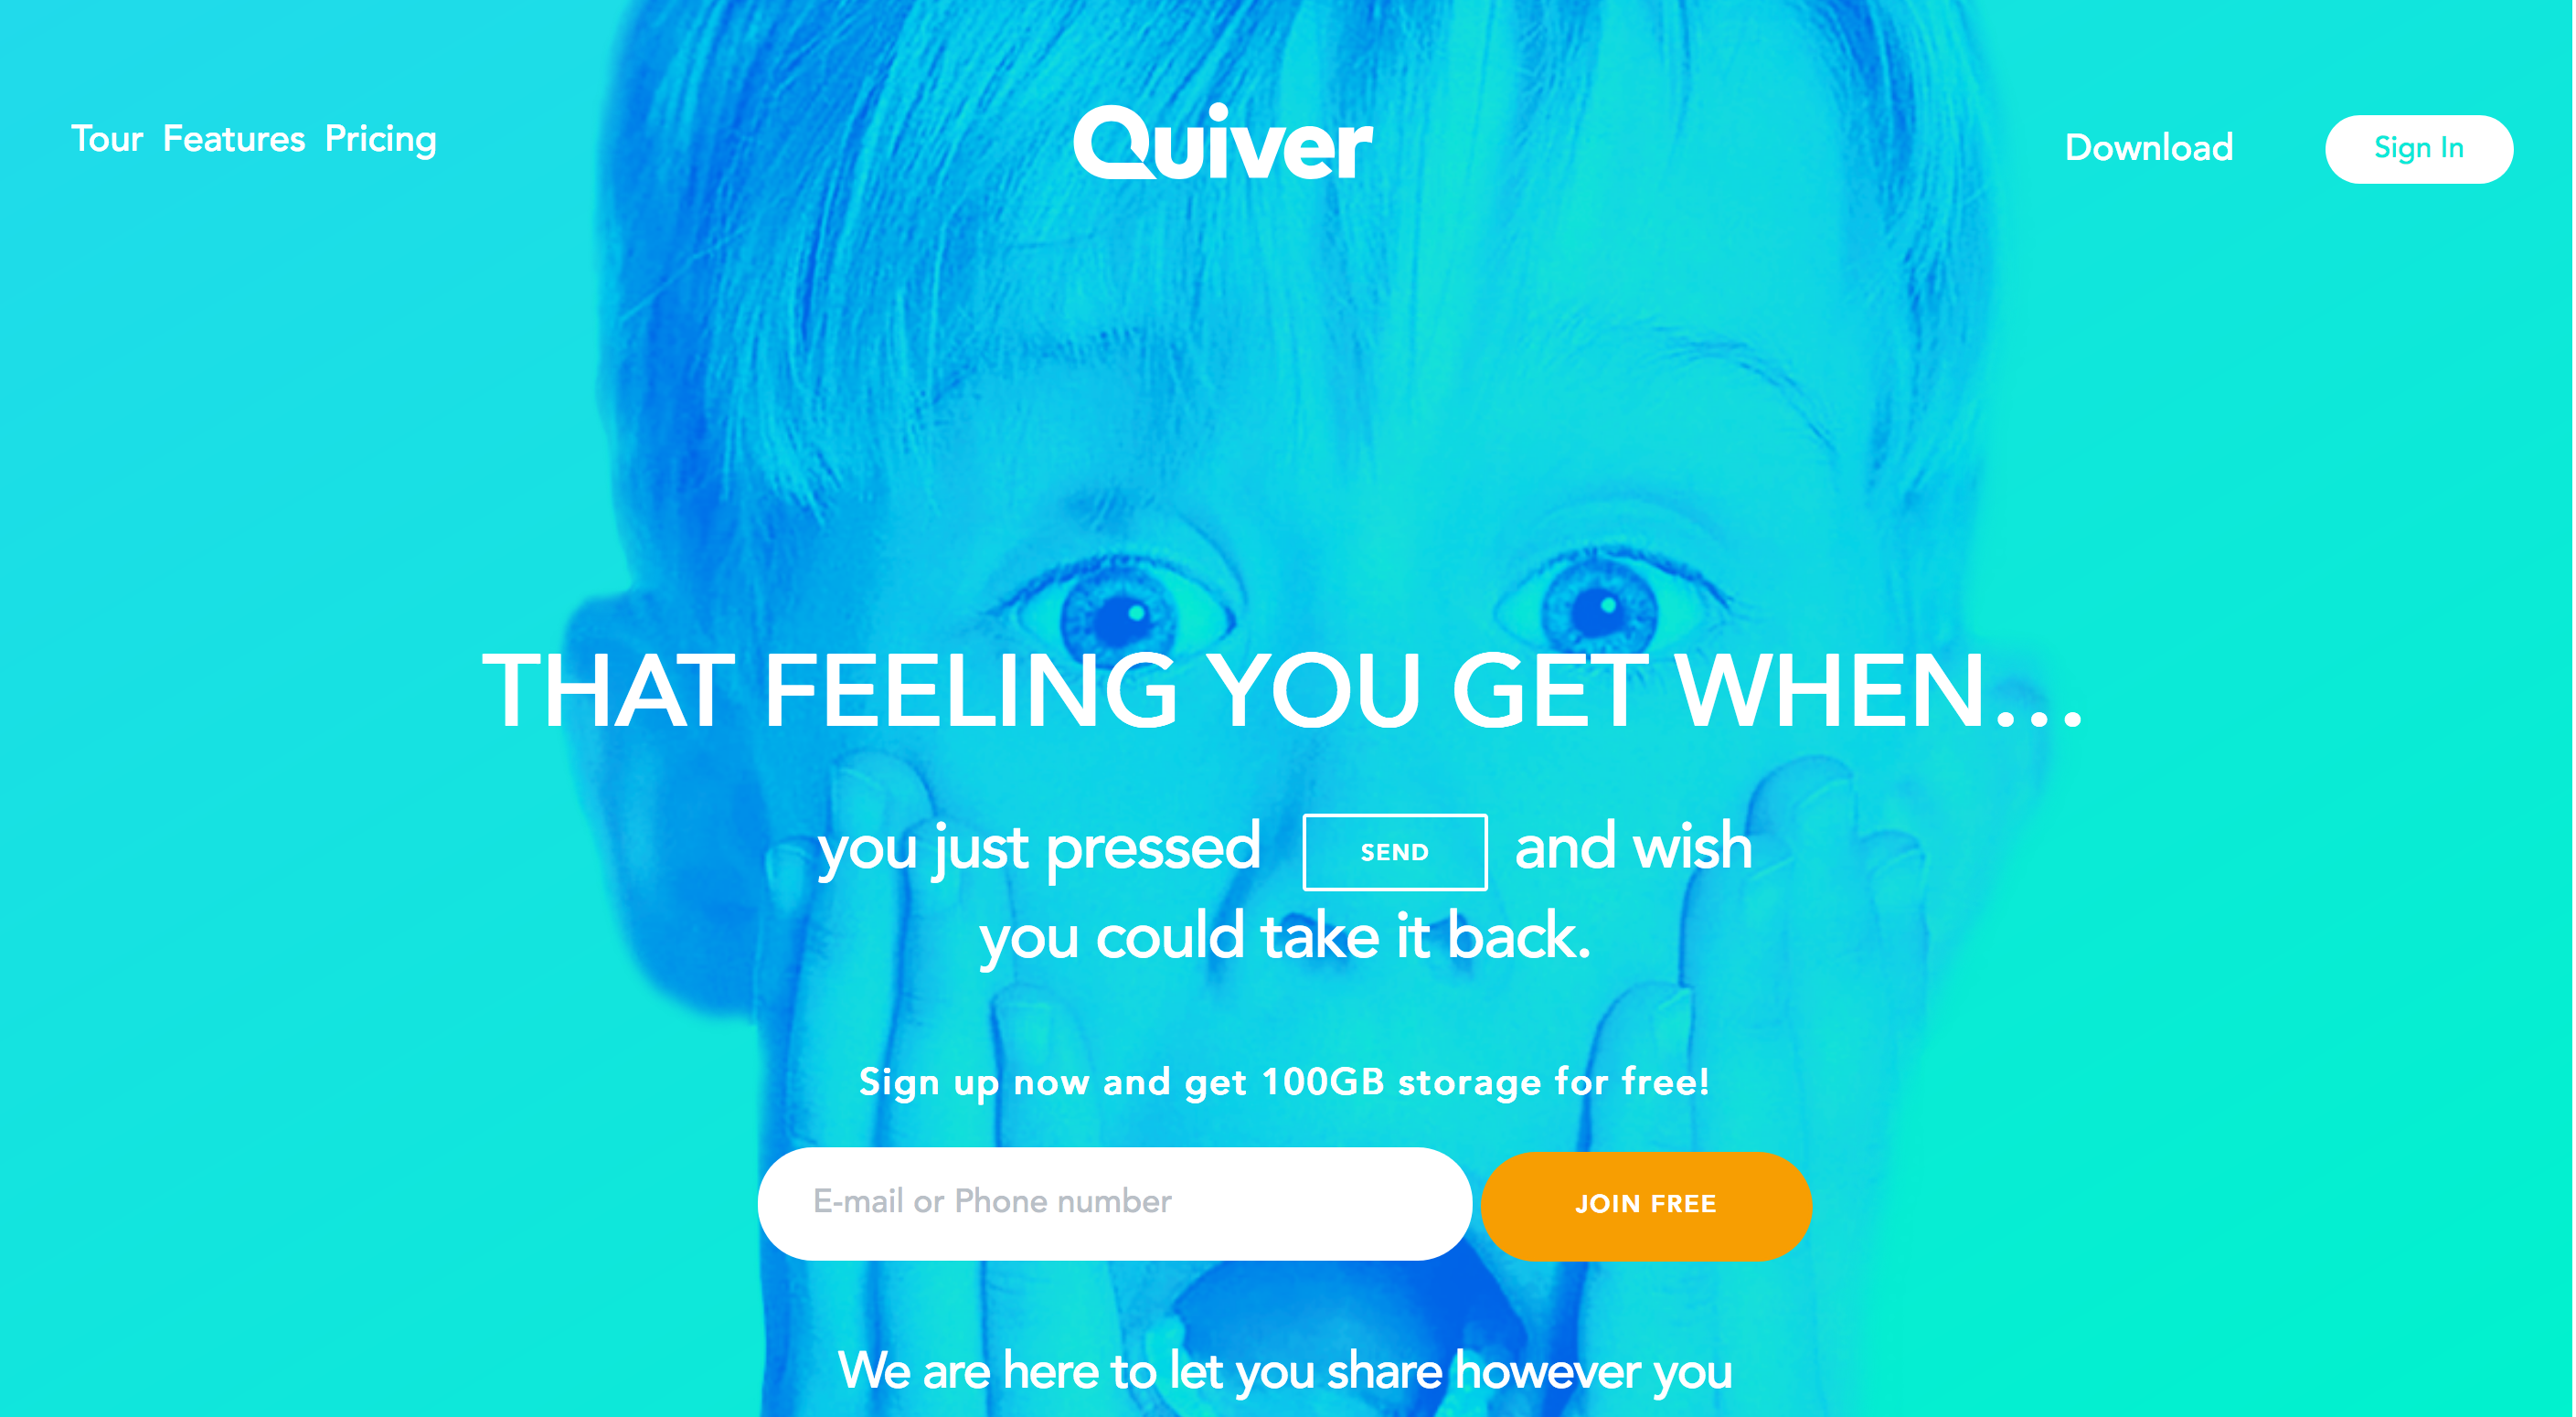 Tour Features Pricing
Quiver
Download
Sign In
THAT FEELING YOU GET WHEN...
you just pressed SEND and wish
you could take it back.
Sign up now and get 100GB storage for free!
E-mail or Phone number
JOIN FREE
We are here to let you share however you